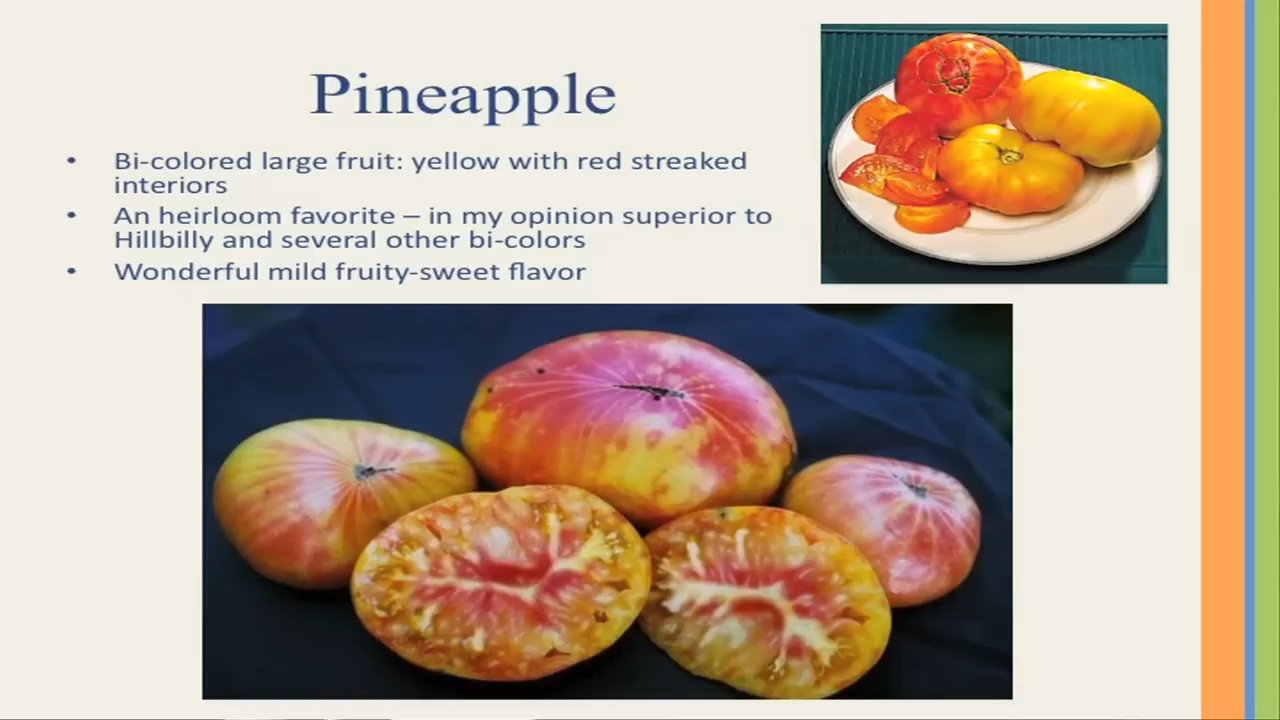 Pineapple
• Bi-colored large fruit: yellow with red streaked
interiors
• An heirloom favorite – in my opinion superior to
Hillbilly and several other bi-colors
• Wonderful mild fruity-sweet flavor